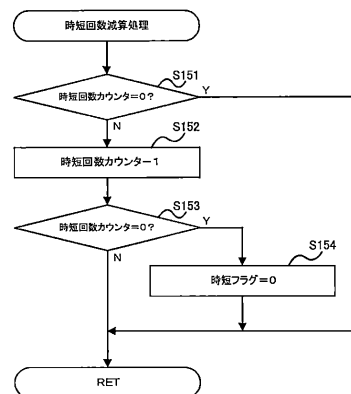 時短回数減算処理
S151
時短回数カウンター=0?
Y
N
S152
時短回数カウンター1
S153
時短回数カウンター=0?
Y
N
S154
時短フラグ=0
RET